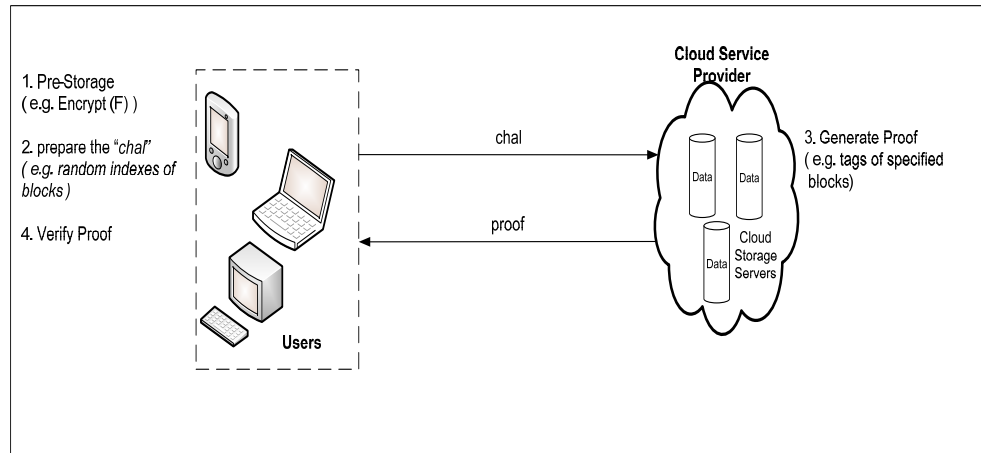 1. Pre-Storage
( e.g. Encrypt (F) )
2. prepare the “chal”
( e.g. random indexes of
blocks )
4. Verify Proof
Users
chal
proof
Cloud Service
Provider
Data
Data
Data
Cloud
Storage
Servers
3. Generate Proof
( e.g. tags of specified
blocks)